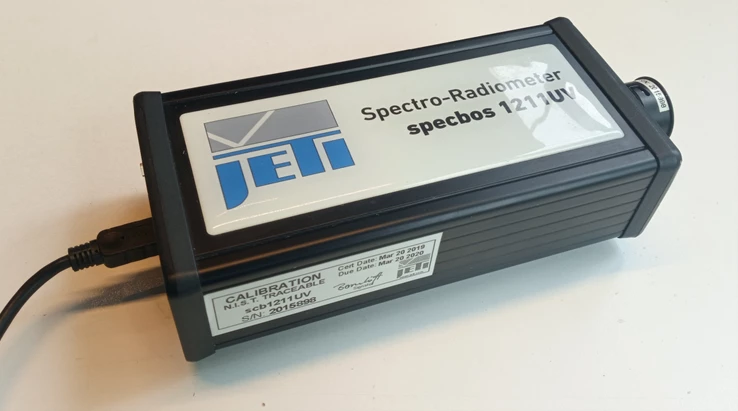 Spectro-Radiometer
specbos 1211UV
JETI
CALIBRATION
N.I.S.T. TRACEABLE
scb1211UV
S/N: 2015898
Cert Date: Mar 20 2019
Due Date: Mar 20 2020
JETI